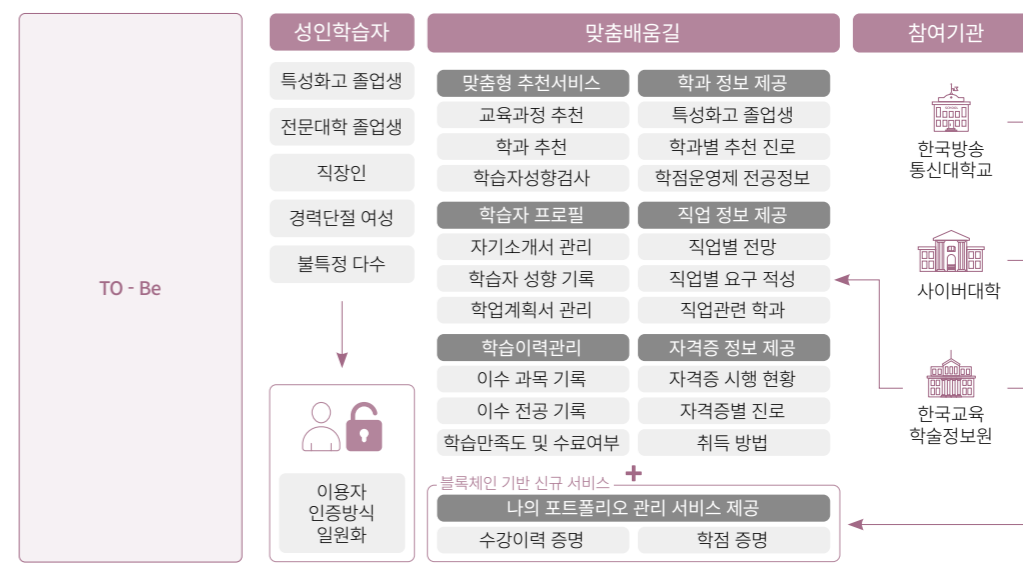 TO - Be
성인학습자
특성화고 졸업생
전문대학 졸업생
직장인
경력단절 여성
불특정 다수
이용자
인증방식
일원화
맞춤배움길
맞춤형 추천서비스
교육과정 추천
학과 추천
학습자성향검사
학과 정보 제공
특성화고 졸업생
학과별 추천 진로
학점운영제 전공정보
학습자 프로필
자기소개서 관리
학습자 성향 기록
학업계획서 관리
직업 정보 제공
직업별 전망
직업별 요구 적성
직업관련 학과
학습이력관리
이수 과목 기록
이수 전공 기록
학습만족도 및 수료여부
자격증 정보 제공
자격증 시행 현황
자격증별 진로
취득 방법
+
블록체인 기반 신규 서비스
나의 포트폴리오 관리 서비스 제공
수강이력 증명
학점 증명
참여기관
한국방송
통신대학교
사이버대학
한국교육
학술정보원